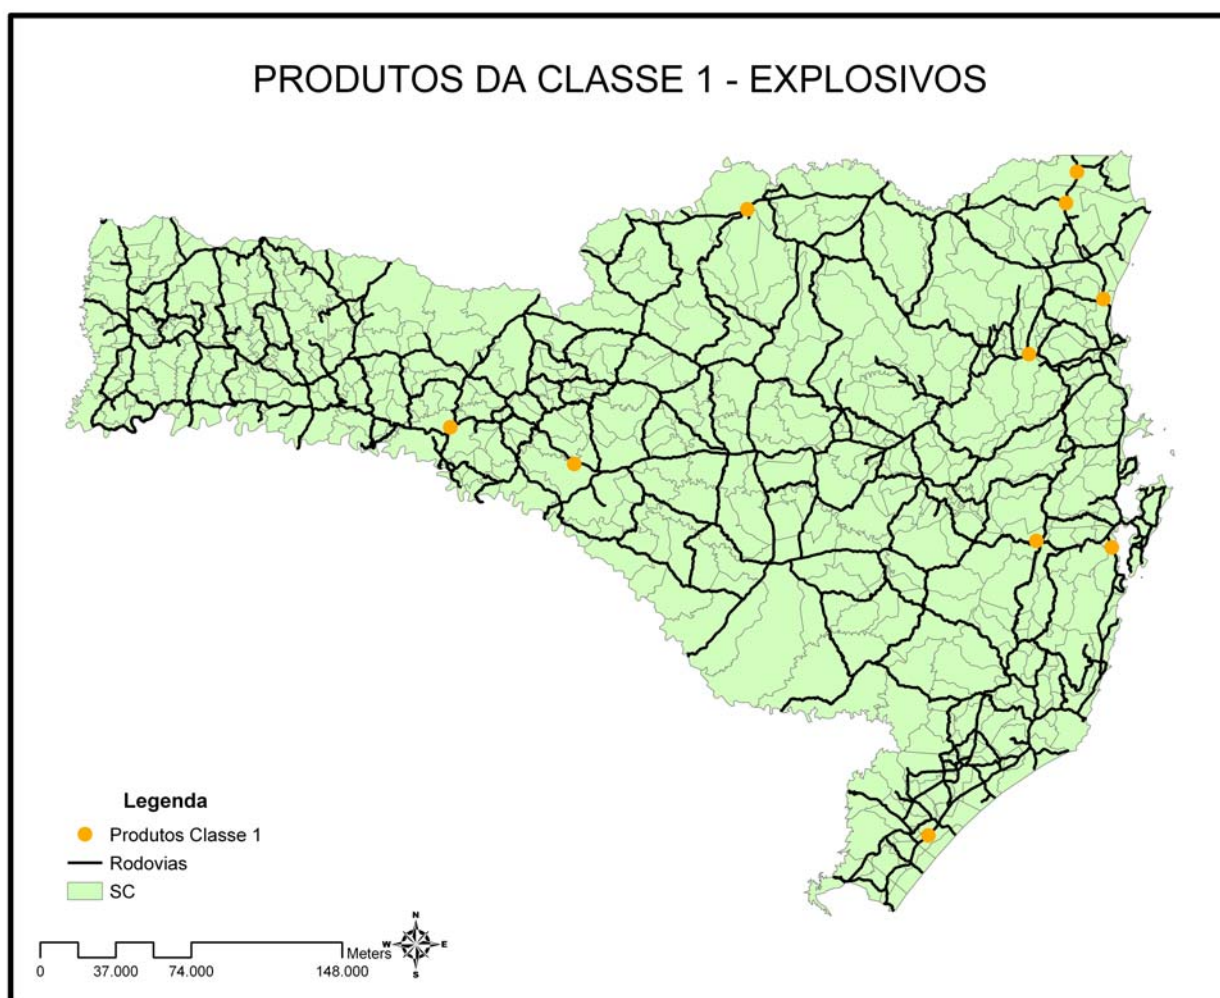 PRODUTOS DA CLASSE 1 - EXPLOSIVOS
Legenda
Produtos Classe 1
Rodovias
SC
N
W E
S
Meters
0 37.000 74.000 148.000